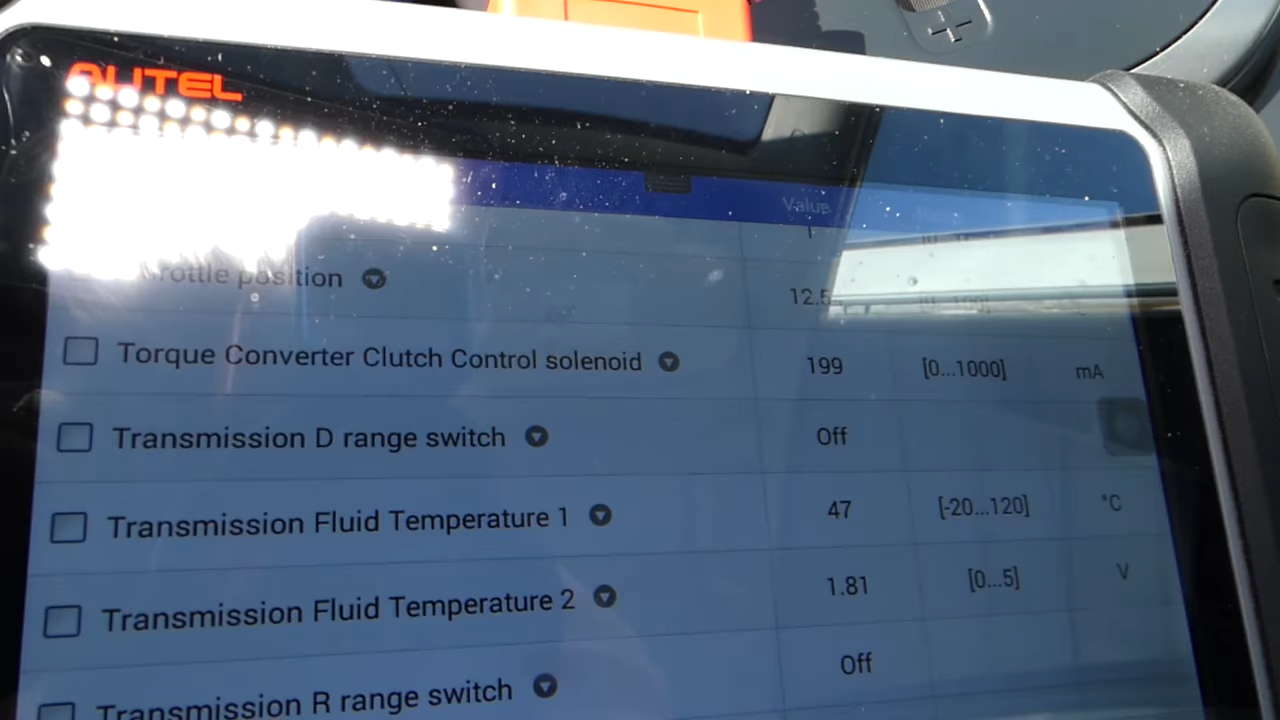 AUTEL
Value
Throttle position 12.5
Torque Converter Clutch Control solenoid 199 [0...1000] mA
Transmission D range switch Off
Transmission Fluid Temperature 1 47 [-20...120] °C
Transmission Fluid Temperature 2 1.81 [0...5] V
Transmission R range switch Off